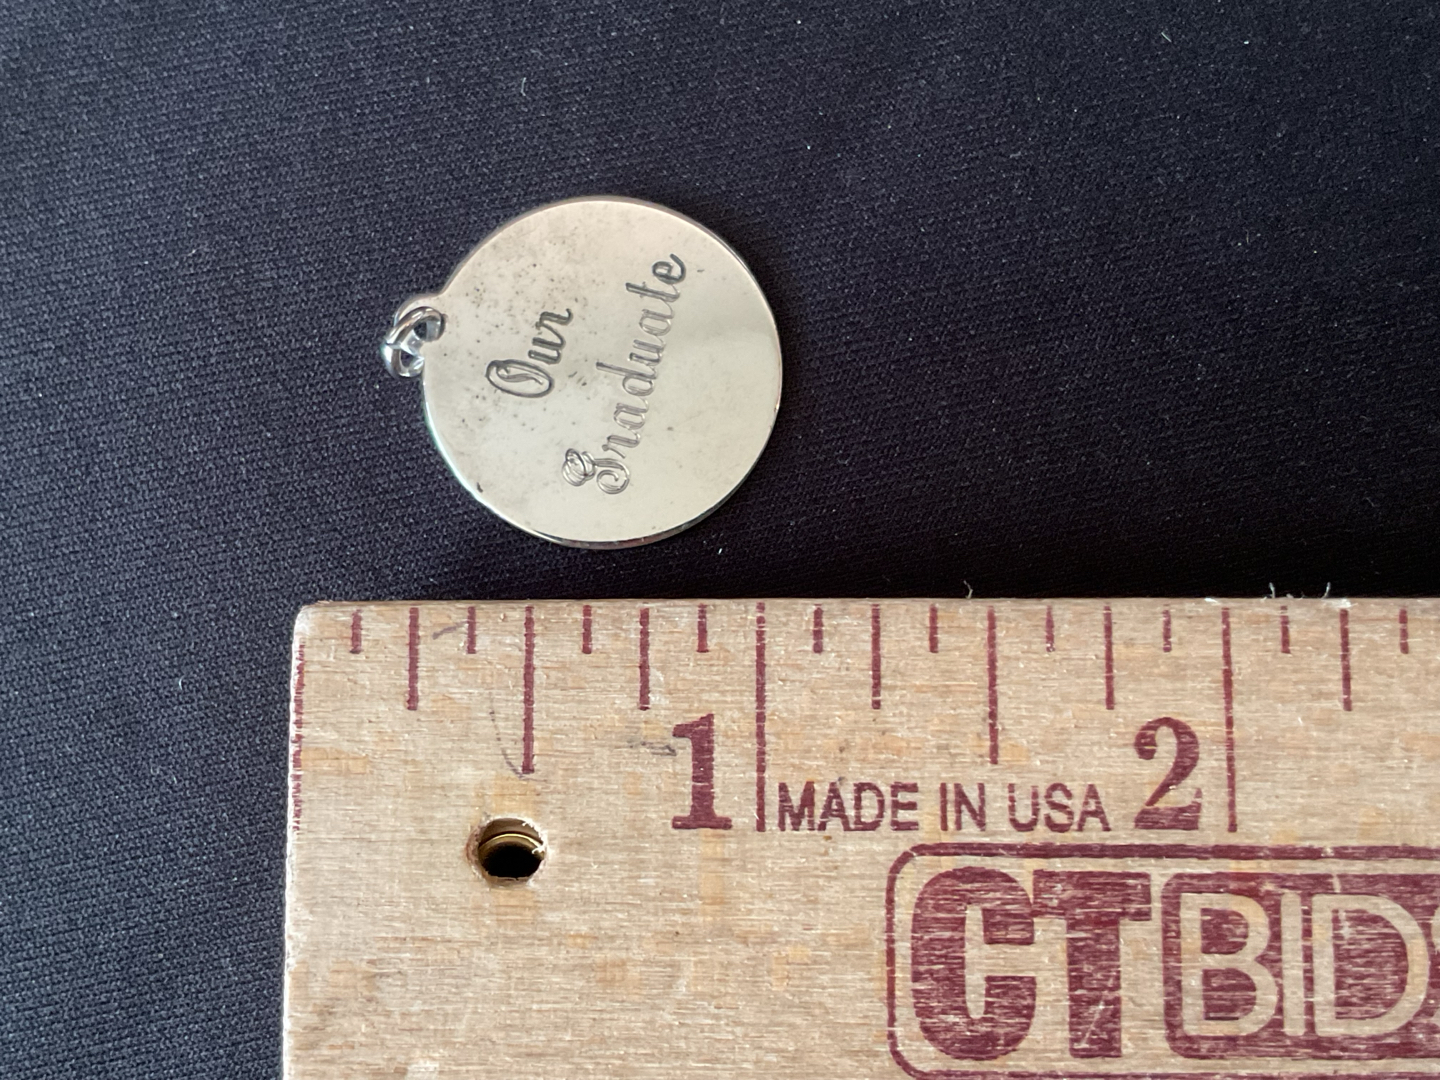 Our
Graduate
1 MADE IN USA 2
CTBID